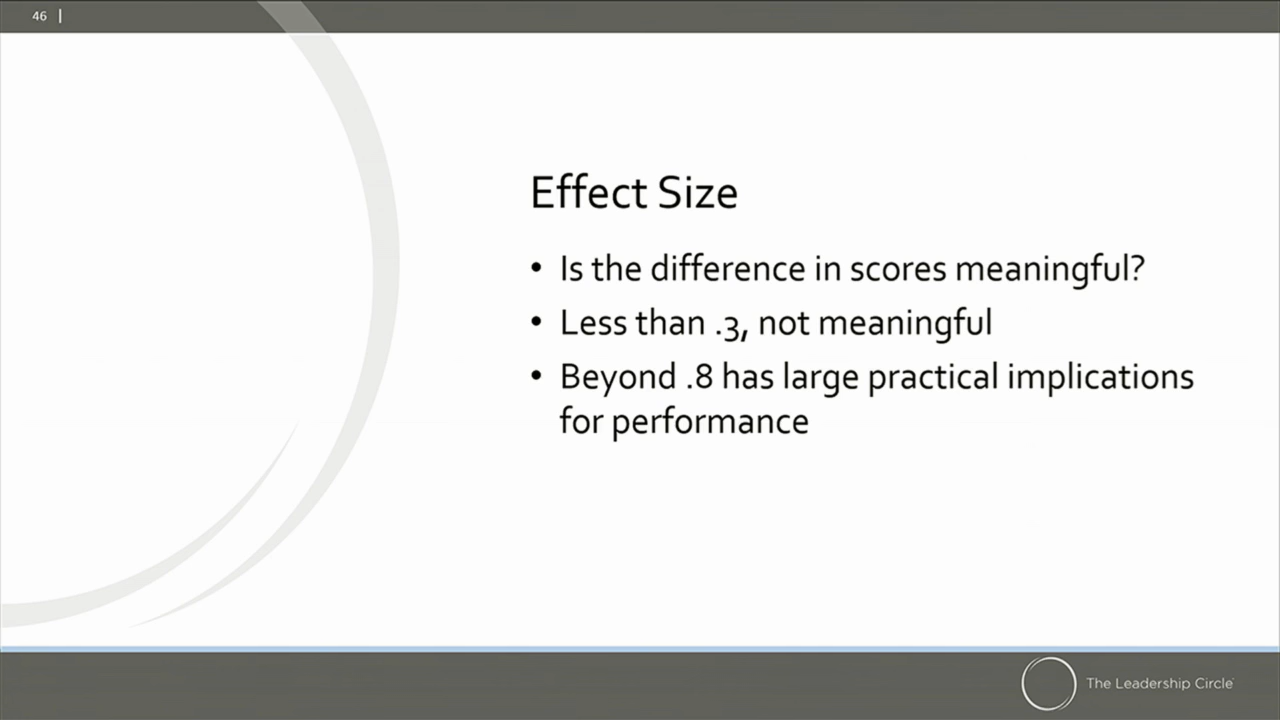 46 |
Effect Size
• Is the difference in scores meaningful?
• Less than .3, not meaningful
• Beyond .8 has large practical implications
for performance
The Leadership Circle